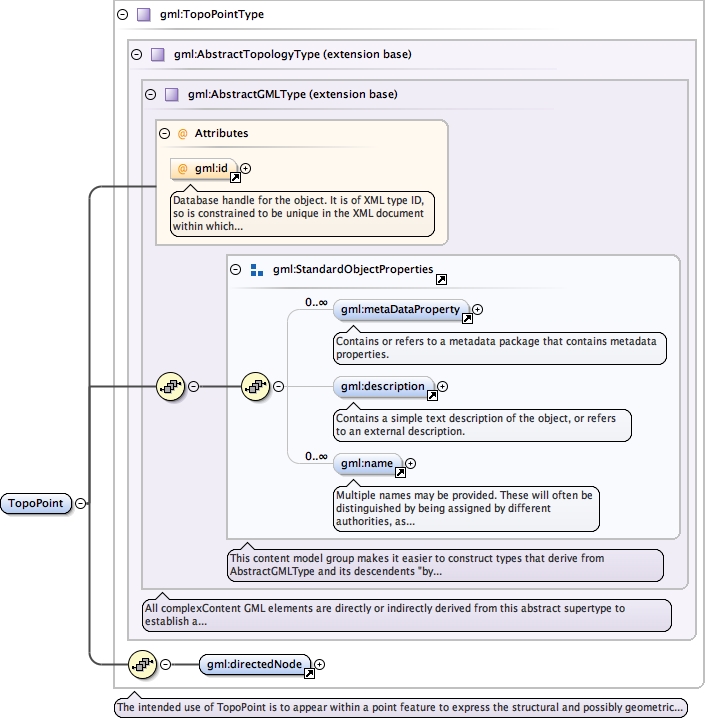 gml:TopoPointType
gml:AbstractTopologyType (extension base)
gml:AbstractGMLType (extension base)
@ Attributes
@ gml:id
Database handle for the object. It is of XML type ID,
so is constrained to be unique in the XML document
within which...
gml:StandardObjectProperties
0..∞
gml:metaDataProperty
Contains or refers to a metadata package that contains metadata
properties.
gml:description
Contains a simple text description of the object, or refers
to an external description.
0..∞
gml:name
Multiple names may be provided. These will often be
distinguished by being assigned by different
authorities, as...
TopoPoint
This content model group makes it easier to construct types that derive from
AbstractGMLType and its descendents "by...
All complexContent GML elements are directly or indirectly derived from this abstract supertype to
establish a...
gml:directedNode
The intended use of TopoPoint is to appear within a point feature to express the structural and possibly geometric...